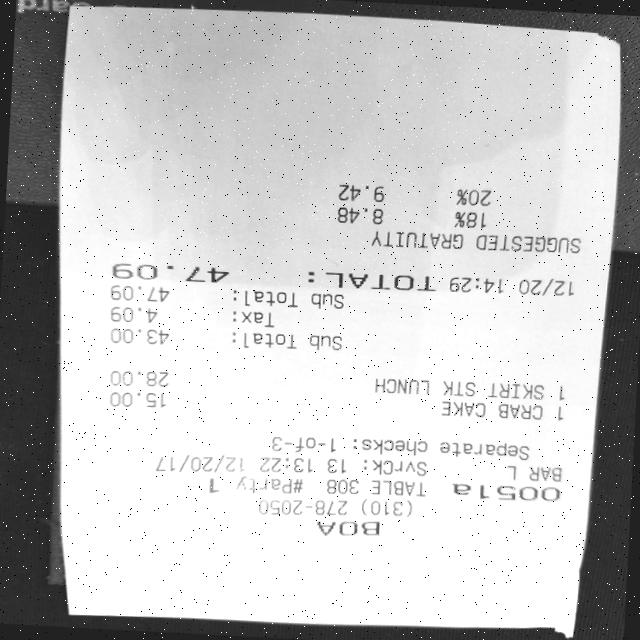 BOA
(310) 278-2050
0051a TABLE 308 #Party 1
BAR L SvrCk: 13 13:22 12/20/17
Separate checks: 1-of-3
1 CRAB CAKE 15.00
1 SKIRT STK LUNCH 28.00
Sub Total: 43.00
Tax: 4.09
Sub Total: 47.09
12/20 14:29 TOTAL: 47.09
SUGGESTED GRATUITY
18% 8.48
20% 9.42